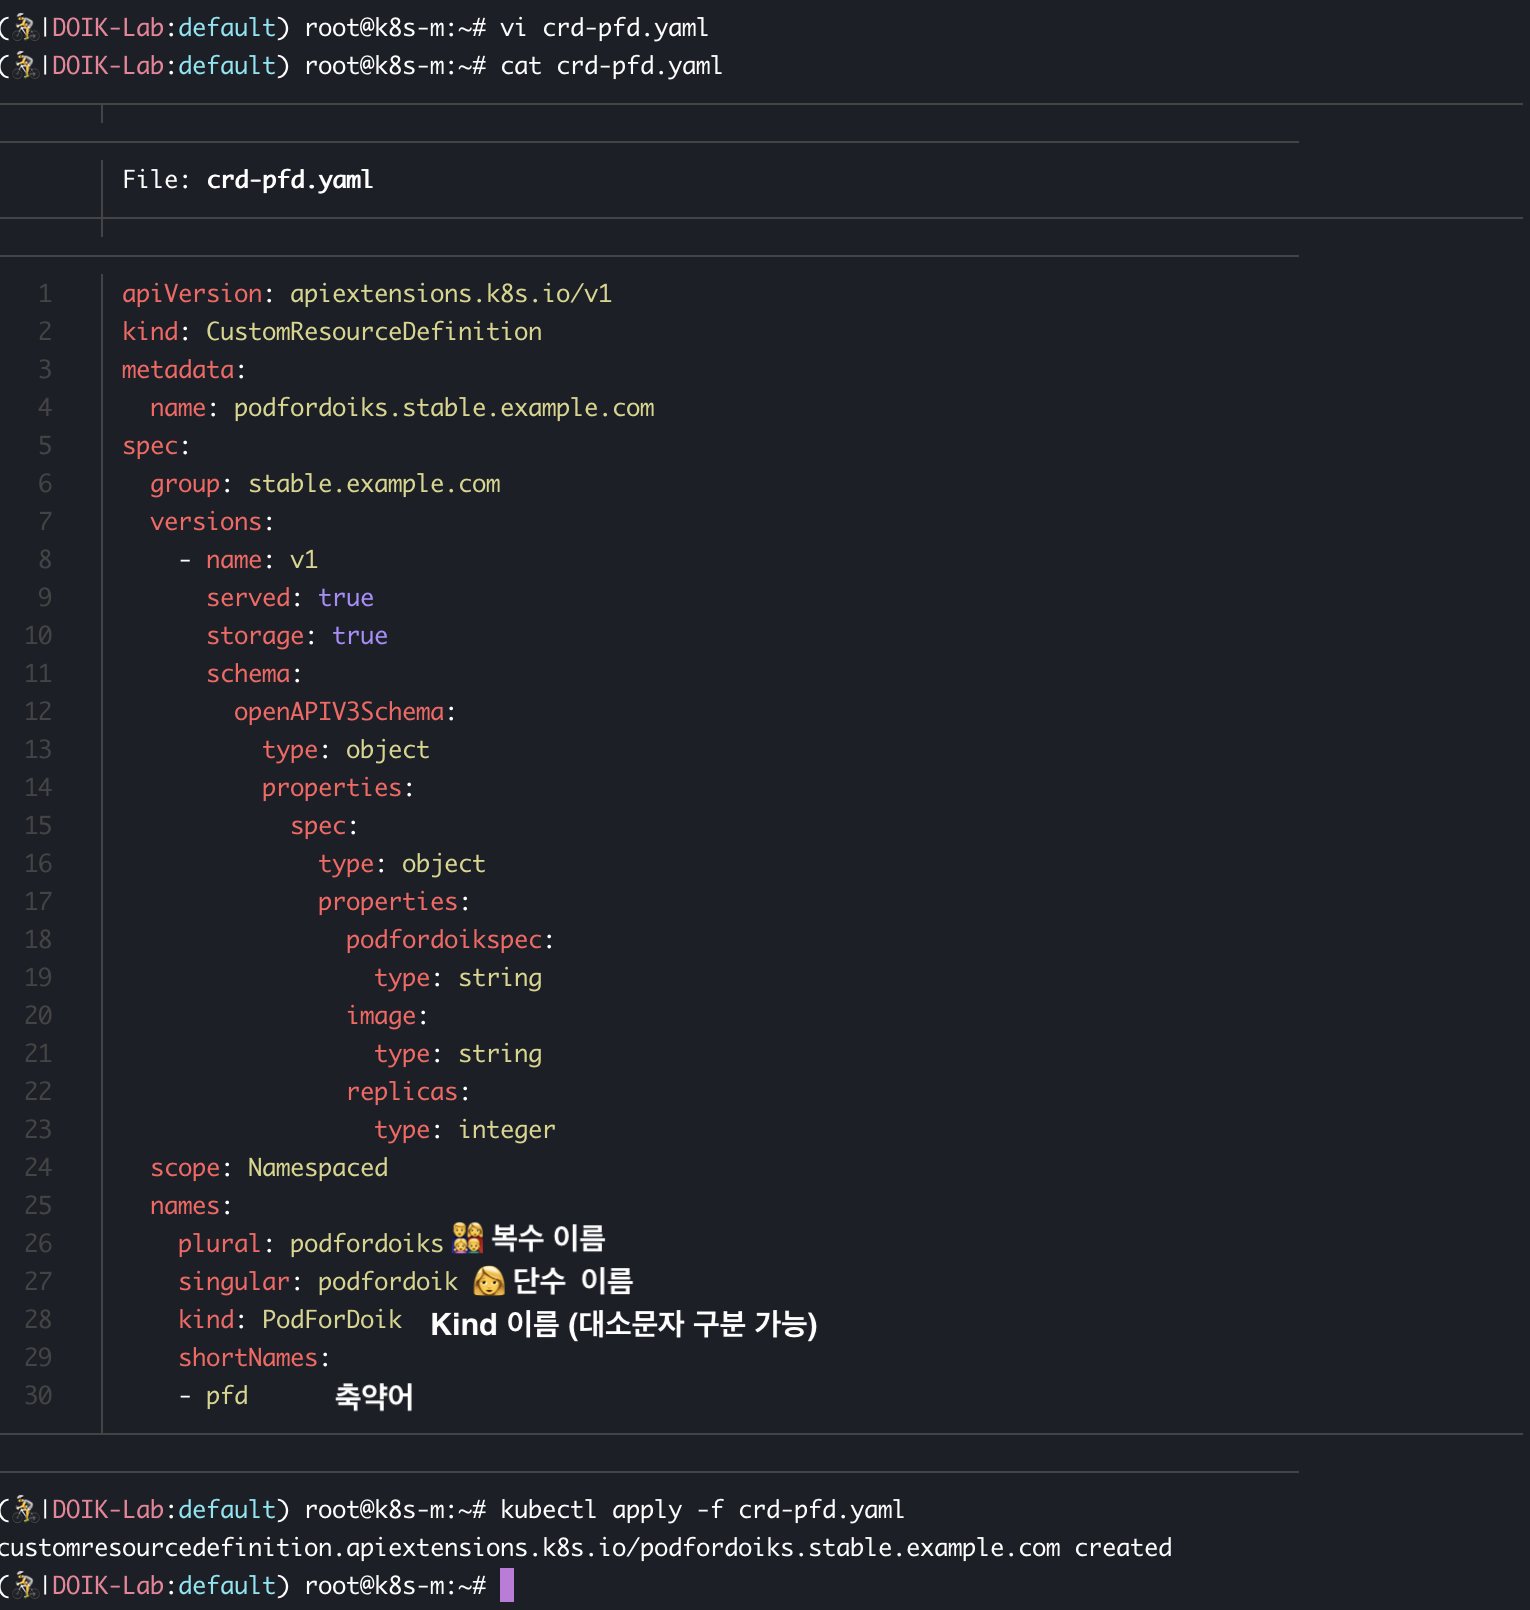 (🚴|DOIK-Lab:default) root@k8s-m:~# vi crd-pfd.yaml
(🚴|DOIK-Lab:default) root@k8s-m:~# cat crd-pfd.yaml
File: crd-pfd.yaml
1 apiVersion: apiextensions.k8s.io/v1
2 kind: CustomResourceDefinition
3 metadata:
4   name: podfordoiks.stable.example.com
5 spec:
6   group: stable.example.com
7   versions:
8     - name: v1
9       served: true
10       storage: true
11       schema:
12         openAPIV3Schema:
13           type: object
14           properties:
15             spec:
16               type: object
17               properties:
18                 podfordoikspec:
19                   type: string
20                 image:
21                   type: string
22                 replicas:
23                   type: integer
24   scope: Namespaced
25   names:
26     plural: podfordoiks 👨‍👩‍👧‍👦 복수 이름
27     singular: podfordoik 👩 단수 이름
28     kind: PodForDoik Kind 이름 (대소문자 구분 가능)
29     shortNames:
30     - pfd 축약어
(🚴|DOIK-Lab:default) root@k8s-m:~# kubectl apply -f crd-pfd.yaml
customresourcedefinition.apiextensions.k8s.io/podfordoiks.stable.example.com created
(🚴|DOIK-Lab:default) root@k8s-m:~#